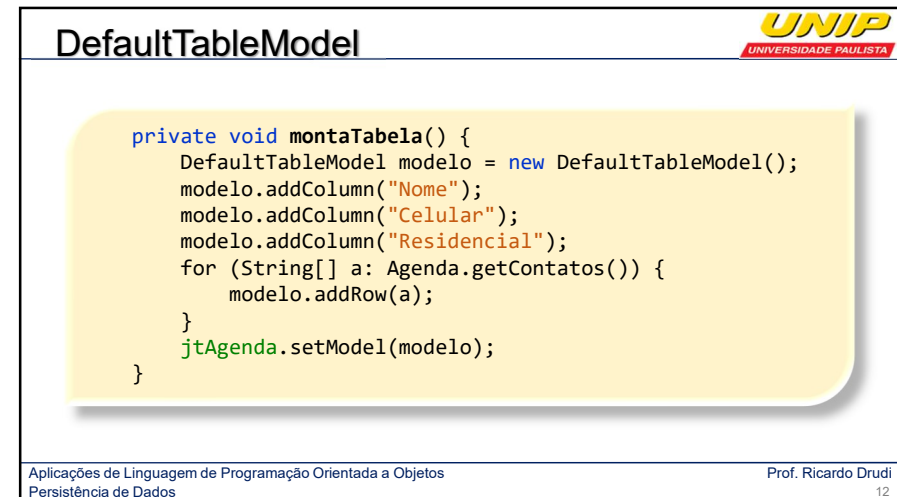 DefaultTableModel
UNIP
UNIVERSIDADE PAULISTA
private void montaTabela() {
    DefaultTableModel modelo = new DefaultTableModel();
    modelo.addColumn("Nome");
    modelo.addColumn("Celular");
    modelo.addColumn("Residencial");
    for (String[] a: Agenda.getContatos()) {
        modelo.addRow(a);
    }
    jtAgenda.setModel(modelo);
}
Aplicações de Linguagem de Programação Orientada a Objetos
Prof. Ricardo Drudi
Persistência de Dados
12